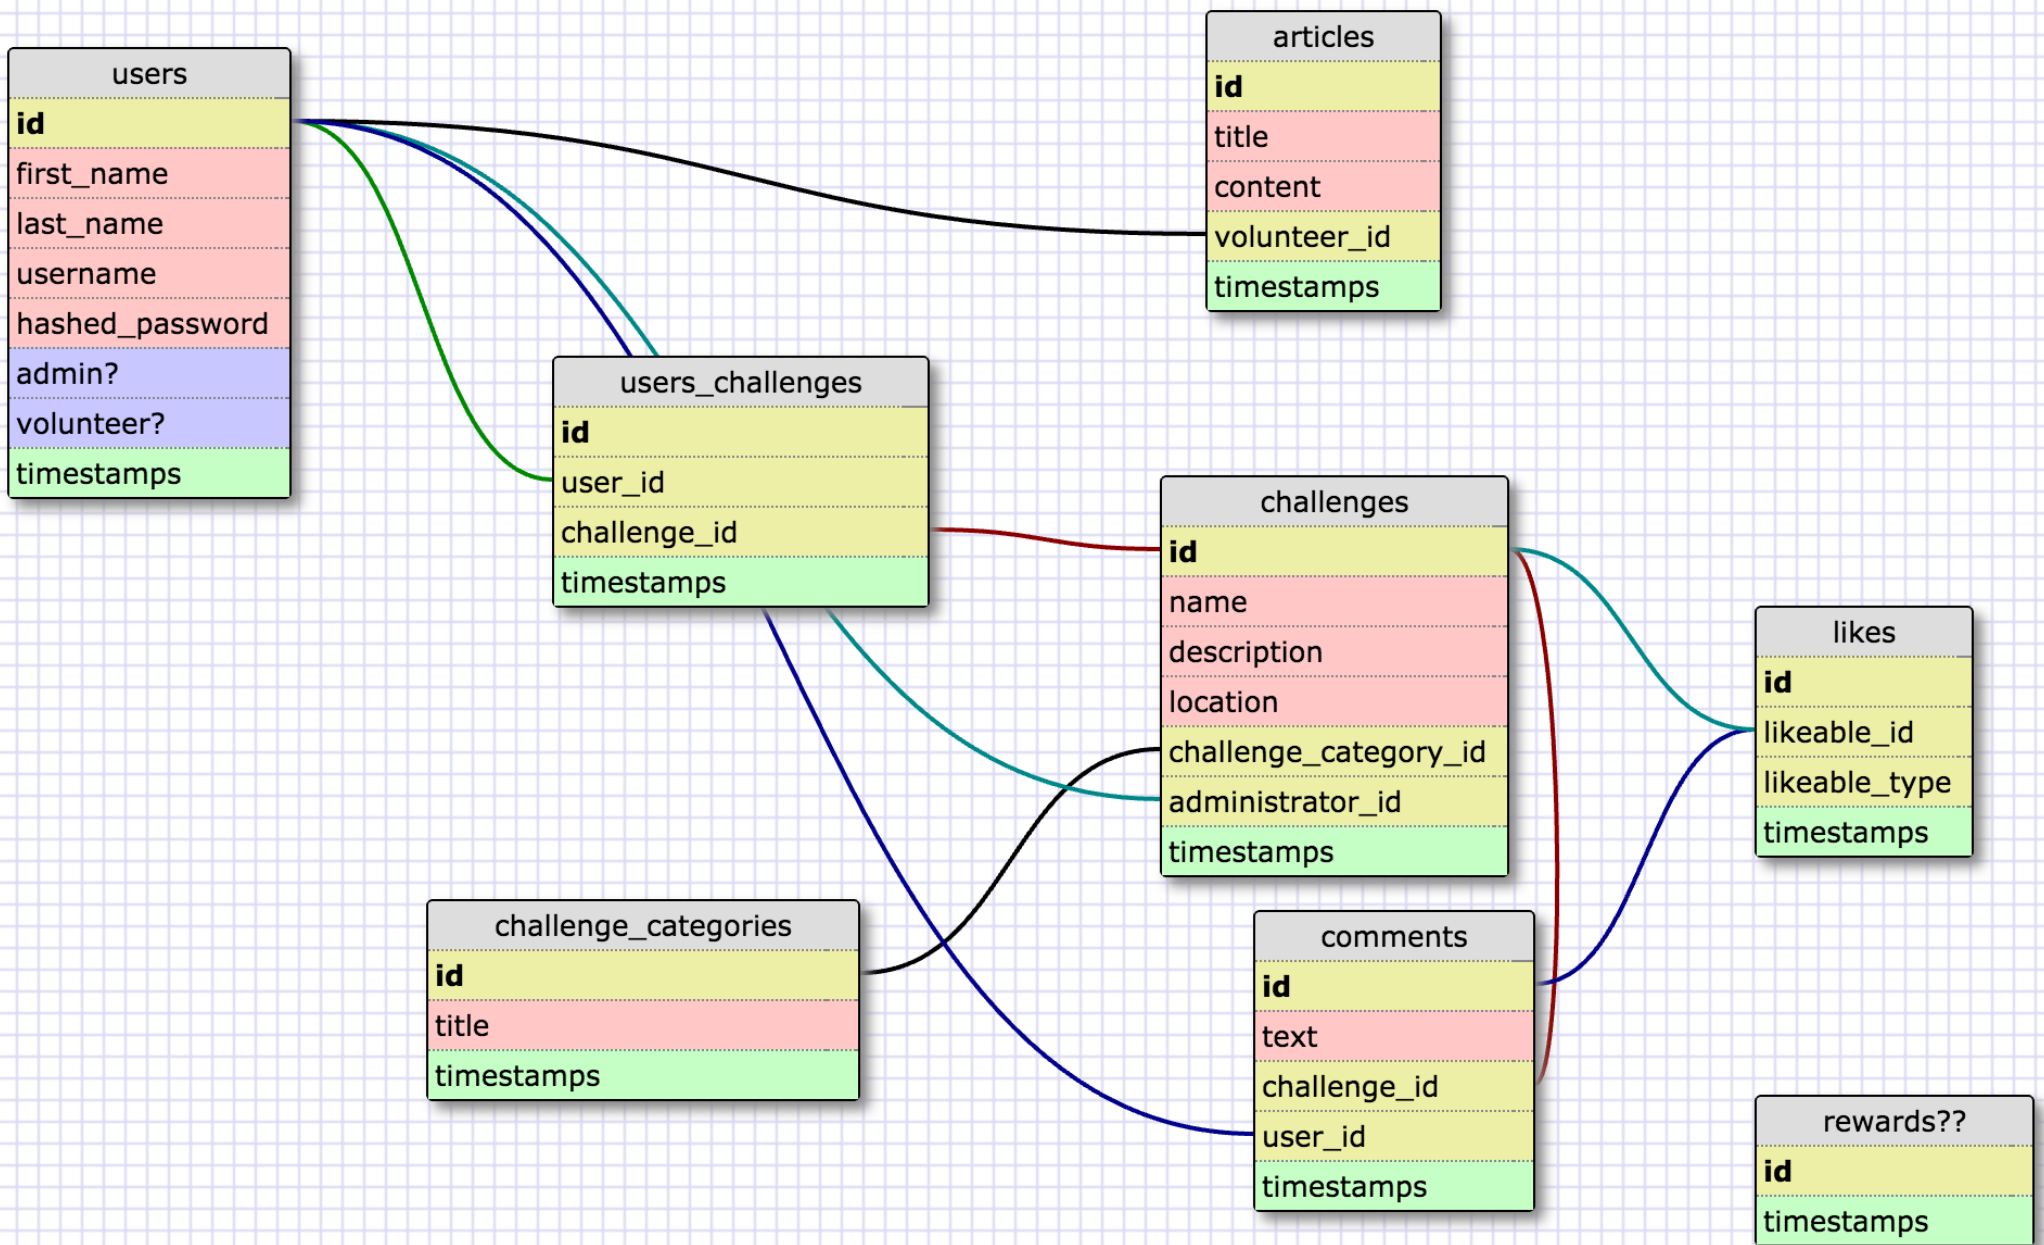 users
id
first_name
last_name
username
hashed_password
admin?
volunteer?
timestamps
articles
id
title
content
volunteer_id
timestamps
users_challenges
id
user_id
challenge_id
timestamps
challenges
id
name
description
location
challenge_category_id
administrator_id
timestamps
likes
id
likeable_id
likeable_type
timestamps
challenge_categories
id
title
timestamps
comments
id
text
challenge_id
user_id
timestamps
rewards??
id
timestamps